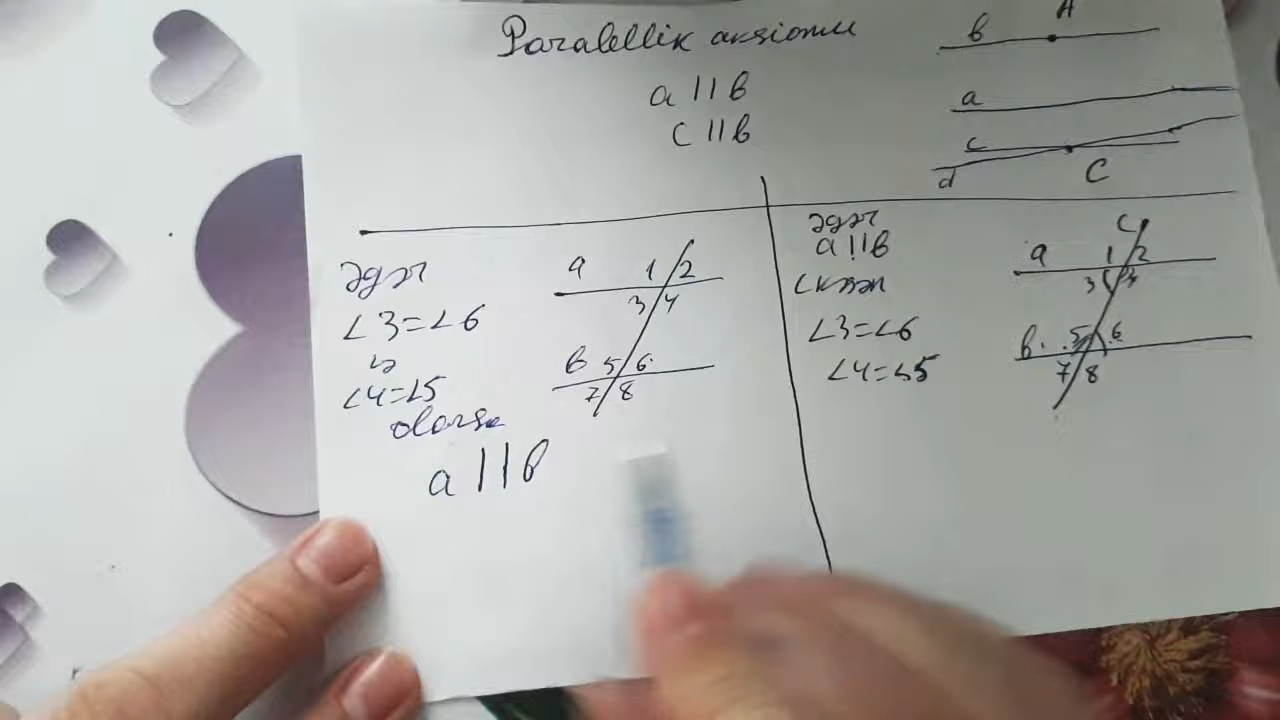 Paralellik aksiomu
a || b
c || b
b A
a
c
d C
Əgər
∠3=∠6
və
∠4=∠5
olarsa
a || b
a 1 2
3 4
b 5 6
7 8
Əgər
a || b
∠3=∠6
∠4=∠5
c
a 1 2
3 4
b 5 6
7 8